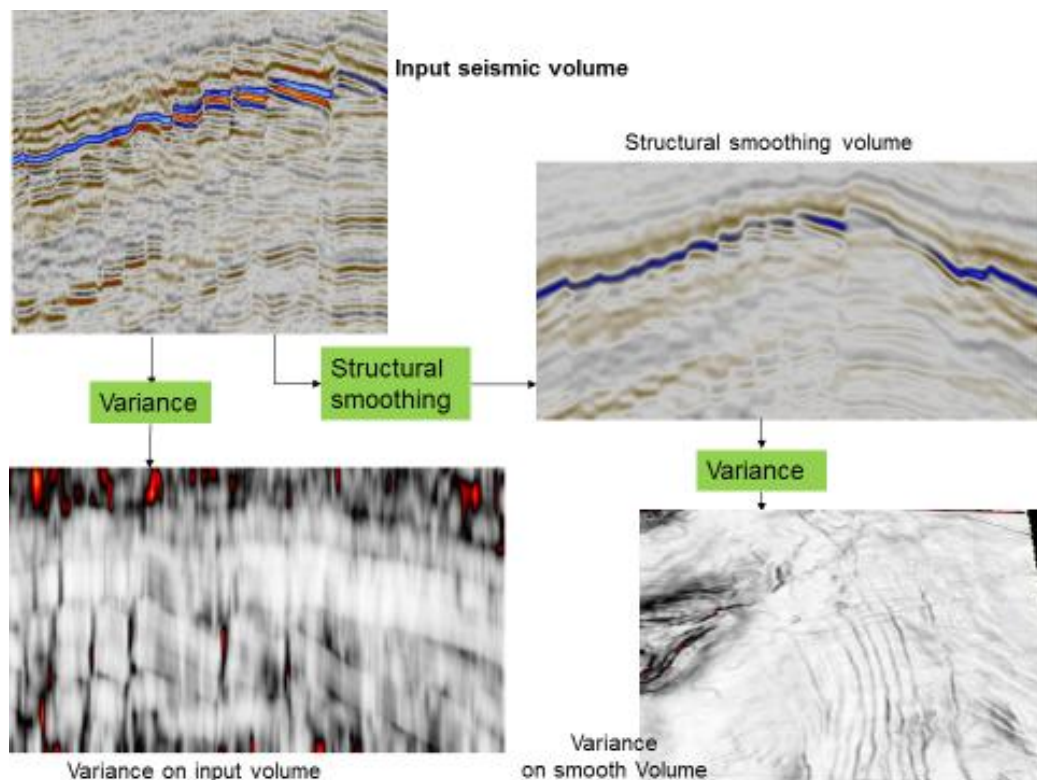 Input seismic volume
Structural smoothing volume
Structural
smoothing
Variance
Variance
Variance on input volume
Variance
on smooth Volume